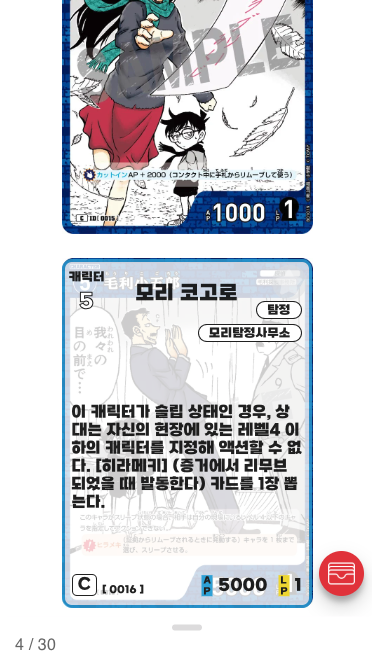 SAMPLE
カットイン AP＋2000（コンタクト中に手札からリムーブして使う）
C ID 0015
AP 1000 LP 1
캐릭터
5
모리 코고로
탐정
모리탐정사무소
我々の
目の前で…
이 캐릭터가 슬립 상태인 경우, 상
대는 자신의 현장에 있는 레벨4 이
하의 캐릭터를 지정해 액션할 수 없
다. [히라메키] (증거에서 리무브
되었을 때 발동한다) 카드를 1장 뽑
는다.
C [ 0016 ]
AP 5000 LP 1
4 / 30